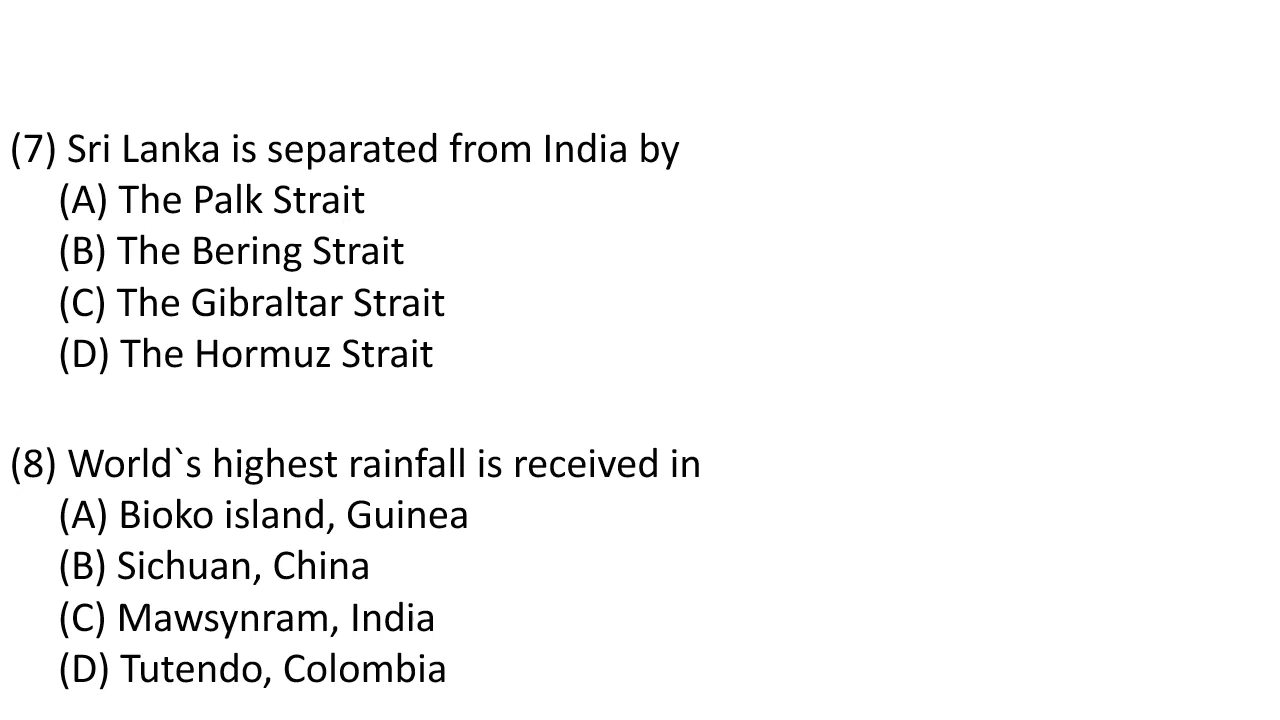 (7) Sri Lanka is separated from India by
(A) The Palk Strait
(B) The Bering Strait
(C) The Gibraltar Strait
(D) The Hormuz Strait
(8) World`s highest rainfall is received in
(A) Bioko island, Guinea
(B) Sichuan, China
(C) Mawsynram, India
(D) Tutendo, Colombia